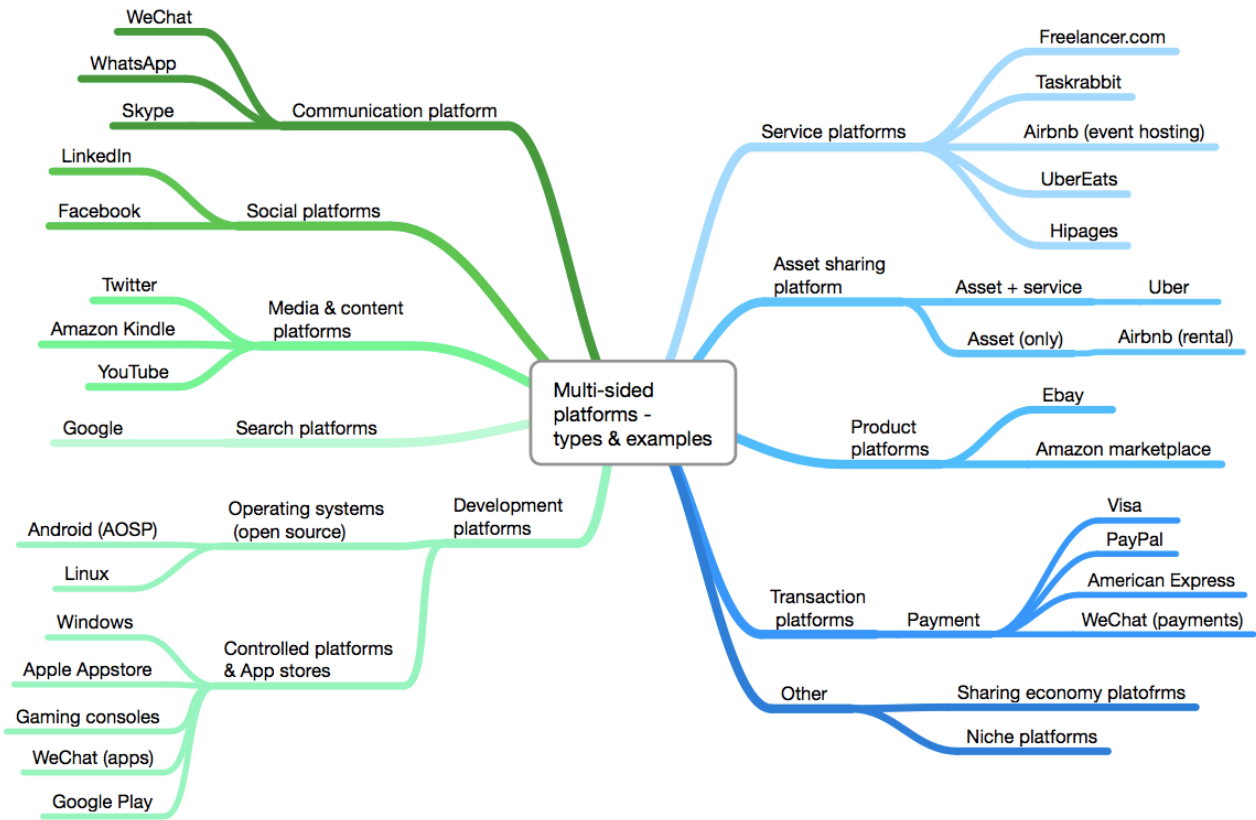 Multi-sided
platforms -
types & examples
WeChat
WhatsApp
Skype
Communication platform
LinkedIn
Facebook
Social platforms
Twitter
Amazon Kindle
YouTube
Media & content
platforms
Google
Search platforms
Development
platforms
Operating systems
(open source)
Android (AOSP)
Linux
Controlled platforms
& App stores
Windows
Apple Appstore
Gaming consoles
WeChat (apps)
Google Play
Service platforms
Freelancer.com
Taskrabbit
Airbnb (event hosting)
UberEats
Hipages
Asset sharing
platform
Asset + service
Uber
Asset (only)
Airbnb (rental)
Product
platforms
Ebay
Amazon marketplace
Transaction
platforms
Payment
Visa
PayPal
American Express
WeChat (payments)
Other
Sharing economy platofrms
Niche platforms